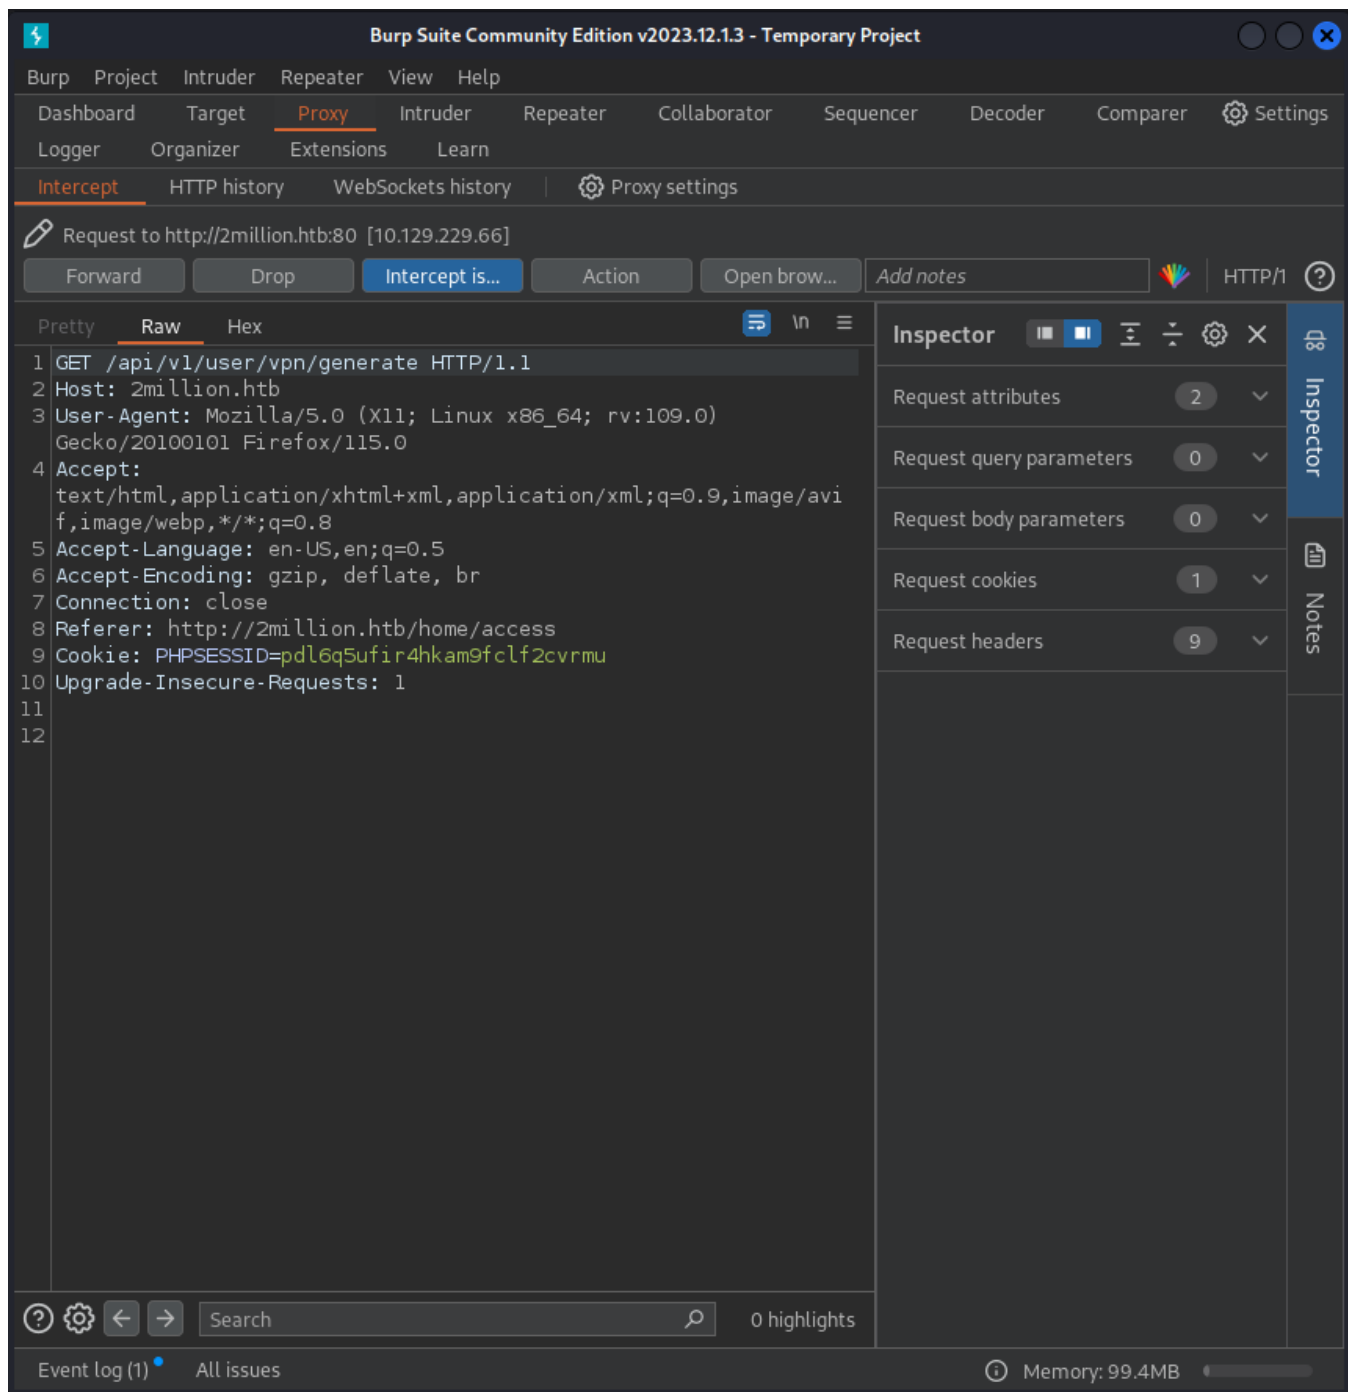 Burp Suite Community Edition v2023.12.1.3 - Temporary Project
Burp Project Intruder Repeater View Help
Dashboard Target Proxy Intruder Repeater Collaborator Sequencer Decoder Comparer Settings
Logger Organizer Extensions Learn
Intercept HTTP history WebSockets history Proxy settings
Request to http://2million.htb:80 [10.129.229.66]
Forward Drop Intercept is... Action Open brow... Add notes HTTP/1
Pretty Raw Hex \n
Inspector
1 GET /api/v1/user/vpn/generate HTTP/1.1
2 Host: 2million.htb
3 User-Agent: Mozilla/5.0 (X11; Linux x86_64; rv:109.0)
Gecko/20100101 Firefox/115.0
4 Accept:
text/html,application/xhtml+xml,application/xml;q=0.9,image/avi
f,image/webp,*/*;q=0.8
5 Accept-Language: en-US,en;q=0.5
6 Accept-Encoding: gzip, deflate, br
7 Connection: close
8 Referer: http://2million.htb/home/access
9 Cookie: PHPSESSID=pdl6q5ufir4hkam9fclf2cvrmu
10 Upgrade-Insecure-Requests: 1
11
12
Request attributes 2
Request query parameters 0
Request body parameters 0
Request cookies 1
Request headers 9
Inspector
Notes
Search 0 highlights
Event log (1) All issues Memory: 99.4MB